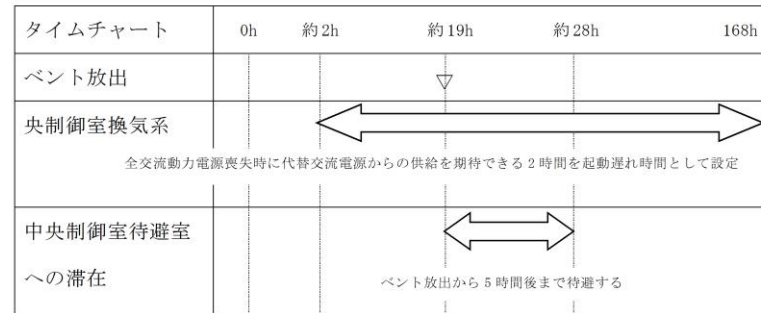 タイムチャート 0h 約2h 約19h 約28h 168h
ベント放出
央制御室換気系
全交流動力電源喪失時に代替交流電源からの供給を期待できる2時間を起動遅れ時間として設定
中央制御室待避室
への滞在
ベント放出から5時間後まで待避する